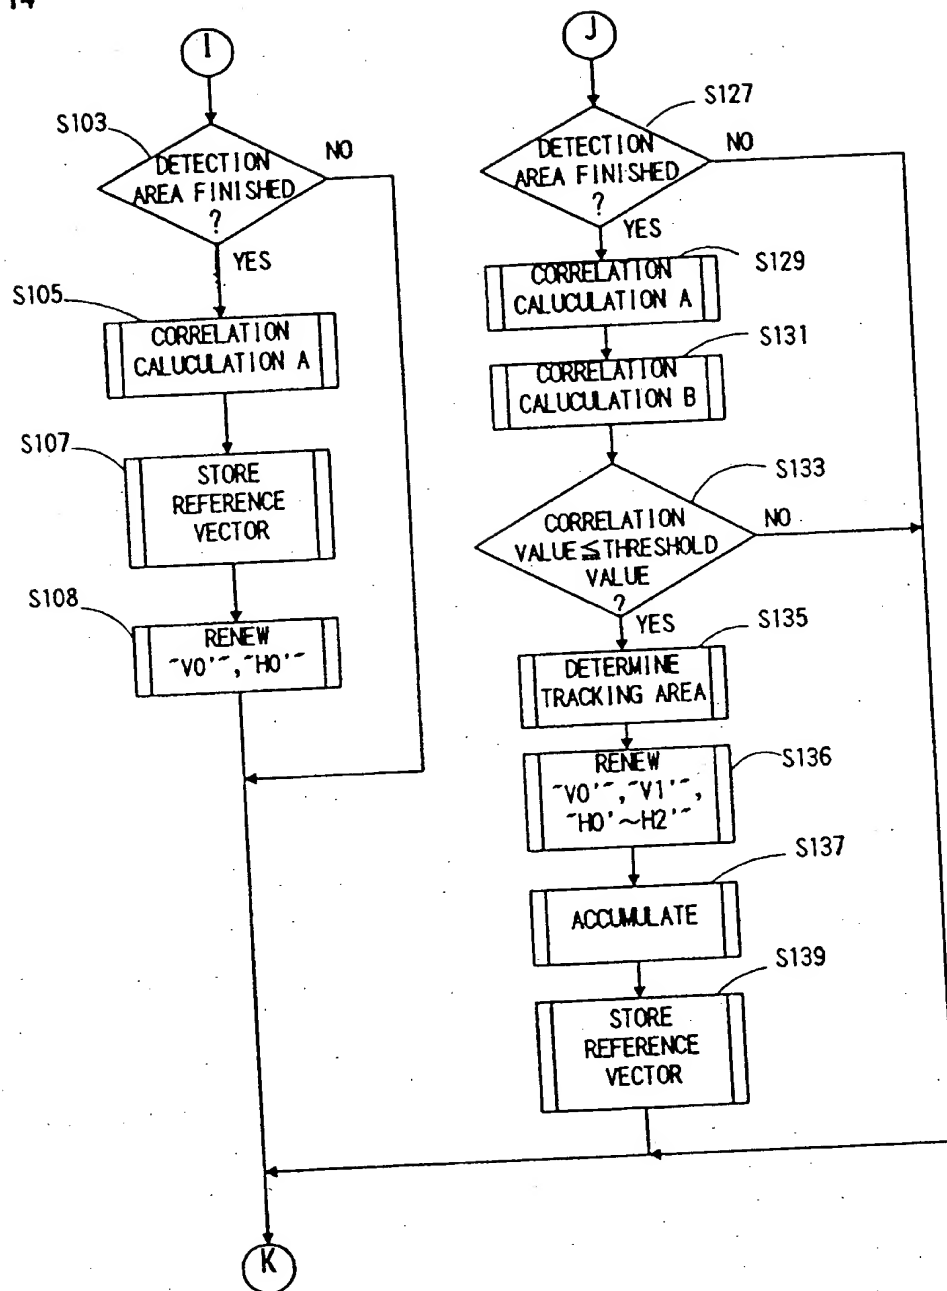 14
I
S103
DETECTION
AREA FINISHED
?
NO
YES
S105
CORRELATION
CALUCULATION A
S107
STORE
REFERENCE
VECTOR
S108
RENEW
~V0'~,~H0'~
J
S127
DETECTION
AREA FINISHED
?
NO
YES
S129
CORRELATION
CALUCULATION A
S131
CORRELATION
CALUCULATION B
S133
CORRELATION
VALUE≦THRESHOLD
VALUE
?
NO
YES
S135
DETERMINE
TRACKING AREA
S136
RENEW
~V0'~,~V1'~,
~H0'~H2'~
S137
ACCUMULATE
S139
STORE
REFERENCE
VECTOR
K